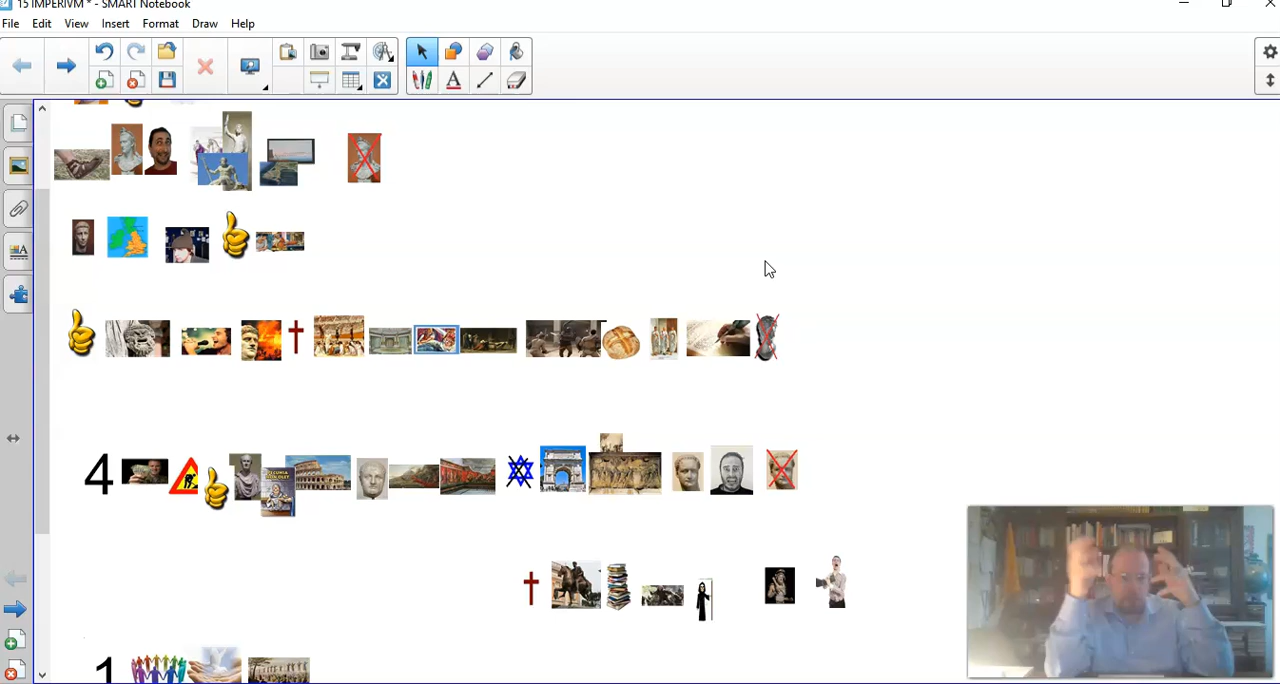 15 IMPERIVM * - SMART Notebook
File Edit View Insert Format Draw Help
4
1